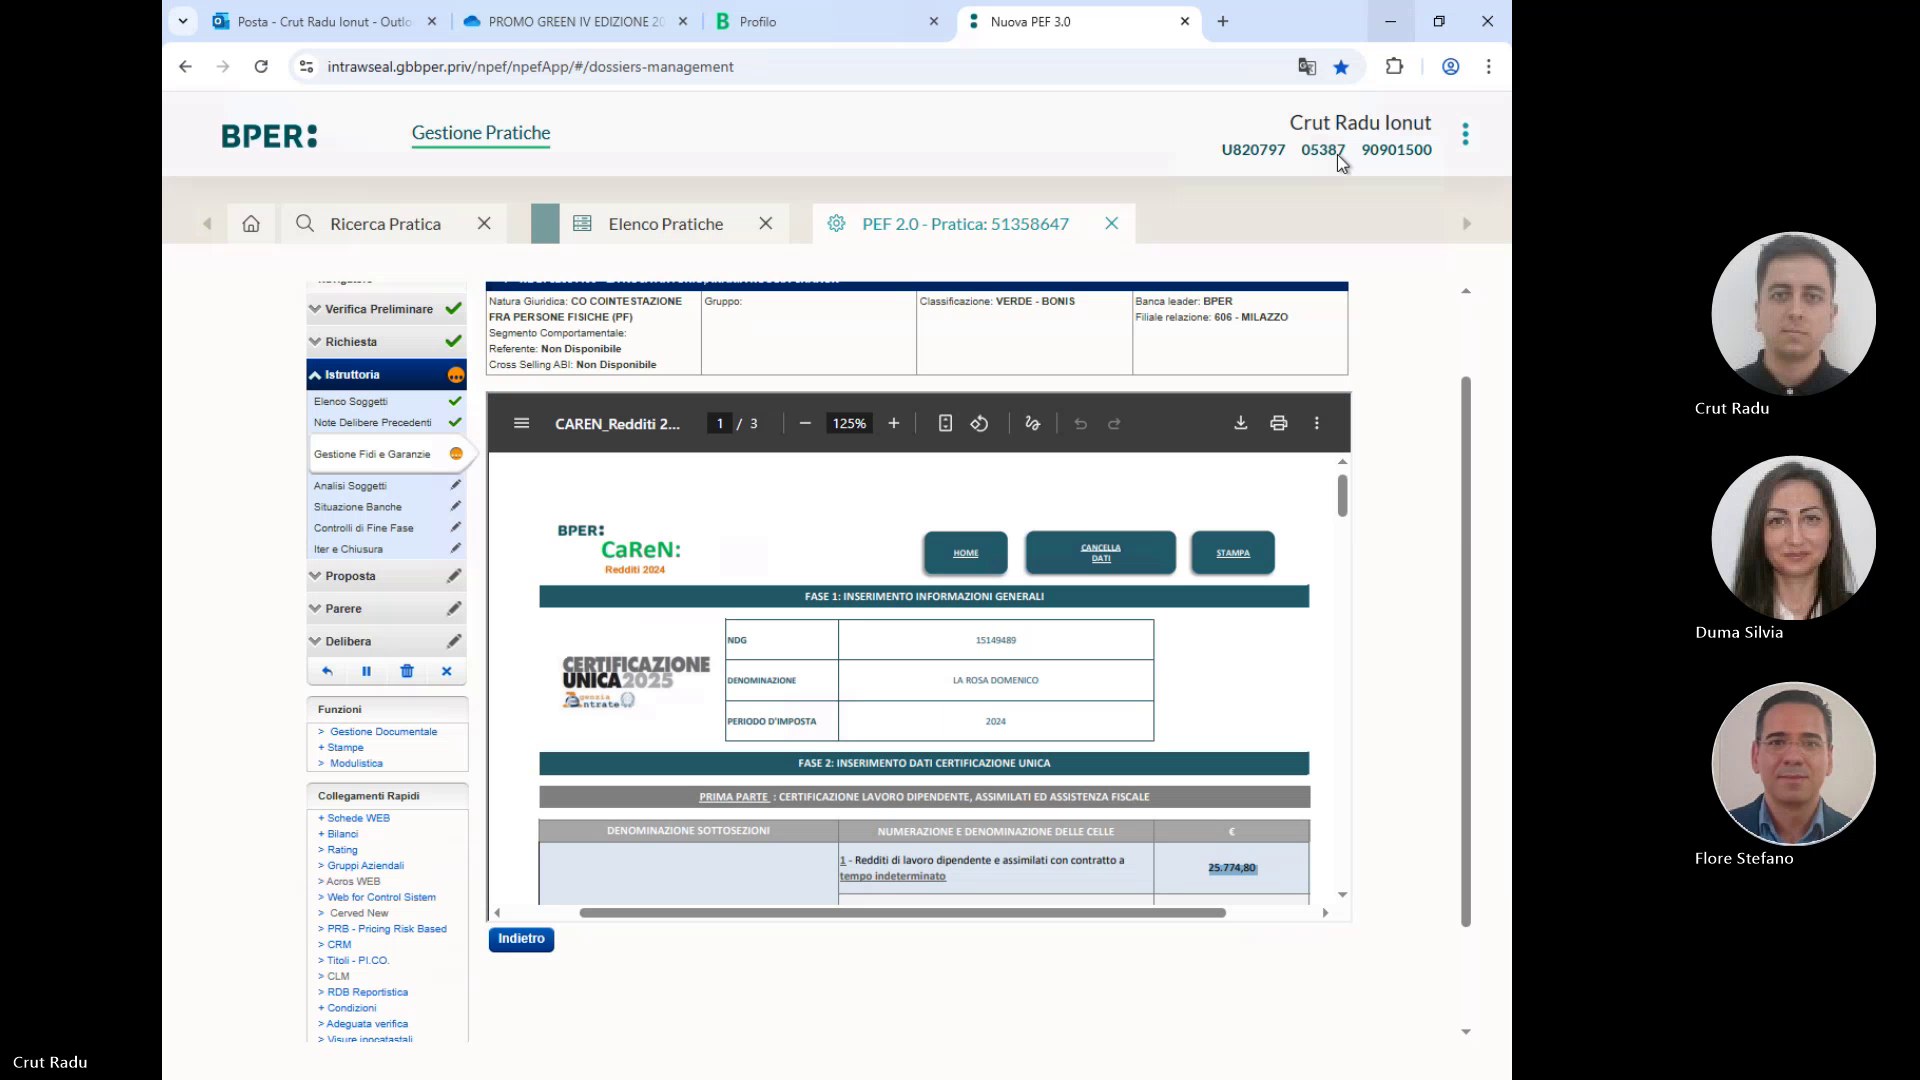 Posta - Crut Radu Ionut - Outlo
PROMO GREEN IV EDIZIONE 20
Profilo
Nuova PEF 3.0
intrawseal.gbbper.priv/npef/npefApp/#/dossiers-management
BPER:
Gestione Pratiche
Crut Radu Ionut
U820797 05387 90901500
Ricerca Pratica
Elenco Pratiche
PEF 2.0 - Pratica: 51358647
Verifica Preliminare
Richiesta
Istruttoria
Elenco Soggetti
Note Delibere Precedenti
Gestione Fidi e Garanzie
Analisi Soggetti
Situazione Banche
Controlli di Fine Fase
Iter e Chiusura
Proposta
Parere
Delibera
Funzioni
> Gestione Documentale
+ Stampe
> Modulistica
Collegamenti Rapidi
+ Schede WEB
+ Bilanci
> Rating
> Gruppi Aziendali
> Acros WEB
> Web for Control Sistem
> Cerved New
> PRB - Pricing Risk Based
> CRM
> Titoli - PI.CO.
> CLM
> RDB Reportistica
+ Condizioni
> Adeguata verifica
> Visure ipocatastali
Natura Giuridica: CO COINTESTAZIONE
FRA PERSONE FISICHE (PF)
Segmento Comportamentale:
Referente: Non Disponibile
Cross Selling ABI: Non Disponibile
Gruppo:
Classificazione: VERDE - BONIS
Banca leader: BPER
Filiale relazione: 606 - MILAZZO
CAREN_Redditi 2...
1 / 3
125%
BPER:
CaReN:
Redditi 2024
HOME
CANCELLA
DATI
STAMPA
FASE 1: INSERIMENTO INFORMAZIONI GENERALI
CERTIFICAZIONE
UNICA2025
genzia
ntrate
NDG 15149489
DENOMINAZIONE LA ROSA DOMENICO
PERIODO D'IMPOSTA 2024
FASE 2: INSERIMENTO DATI CERTIFICAZIONE UNICA
PRIMA PARTE : CERTIFICAZIONE LAVORO DIPENDENTE, ASSIMILATI ED ASSISTENZA FISCALE
DENOMINAZIONE SOTTOSEZIONI NUMERAZIONE E DENOMINAZIONE DELLE CELLE €
1 - Redditi di lavoro dipendente e assimilati con contratto a
tempo indeterminato
25.774,80
Indietro
Crut Radu
Duma Silvia
Flore Stefano
Crut Radu